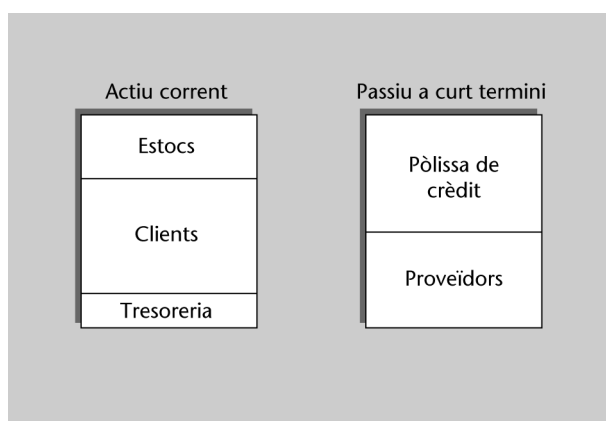 Actiu corrent
Estocs
Clients
Tresoreria
Passiu a curt termini
Pòlissa de
crèdit
Proveïdors